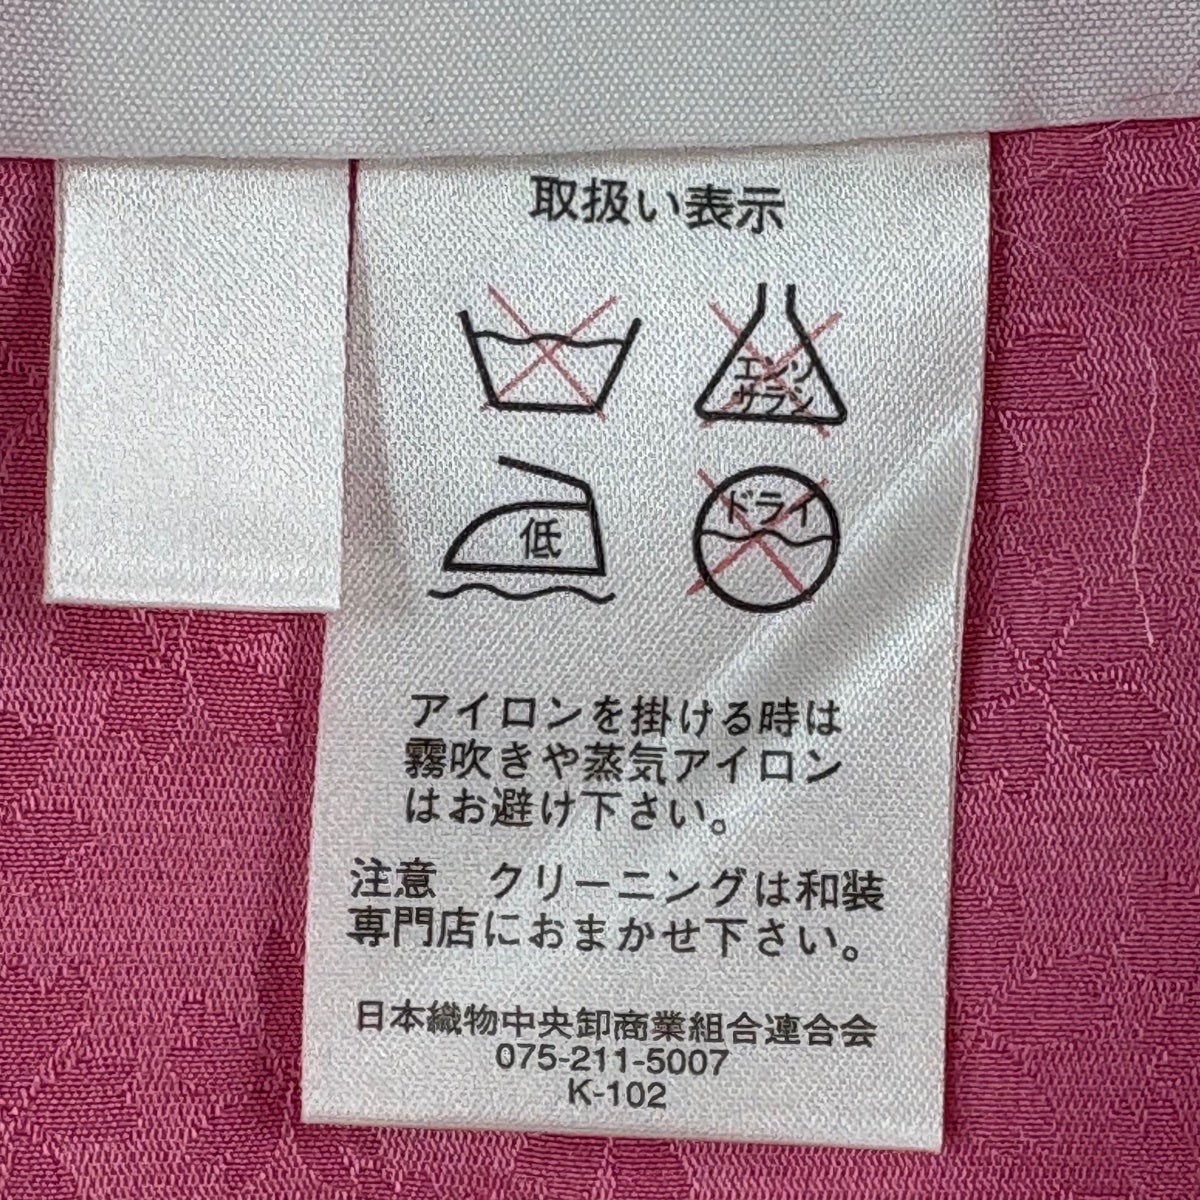 取扱い表示
エンソ
サラシ
低
ドライ
アイロンを掛ける時は
霧吹きや蒸気アイロン
はお避け下さい。
注意　クリーニングは和装
専門店におまかせ下さい。
日本織物中央卸商業組合連合会
075-211-5007
K-102